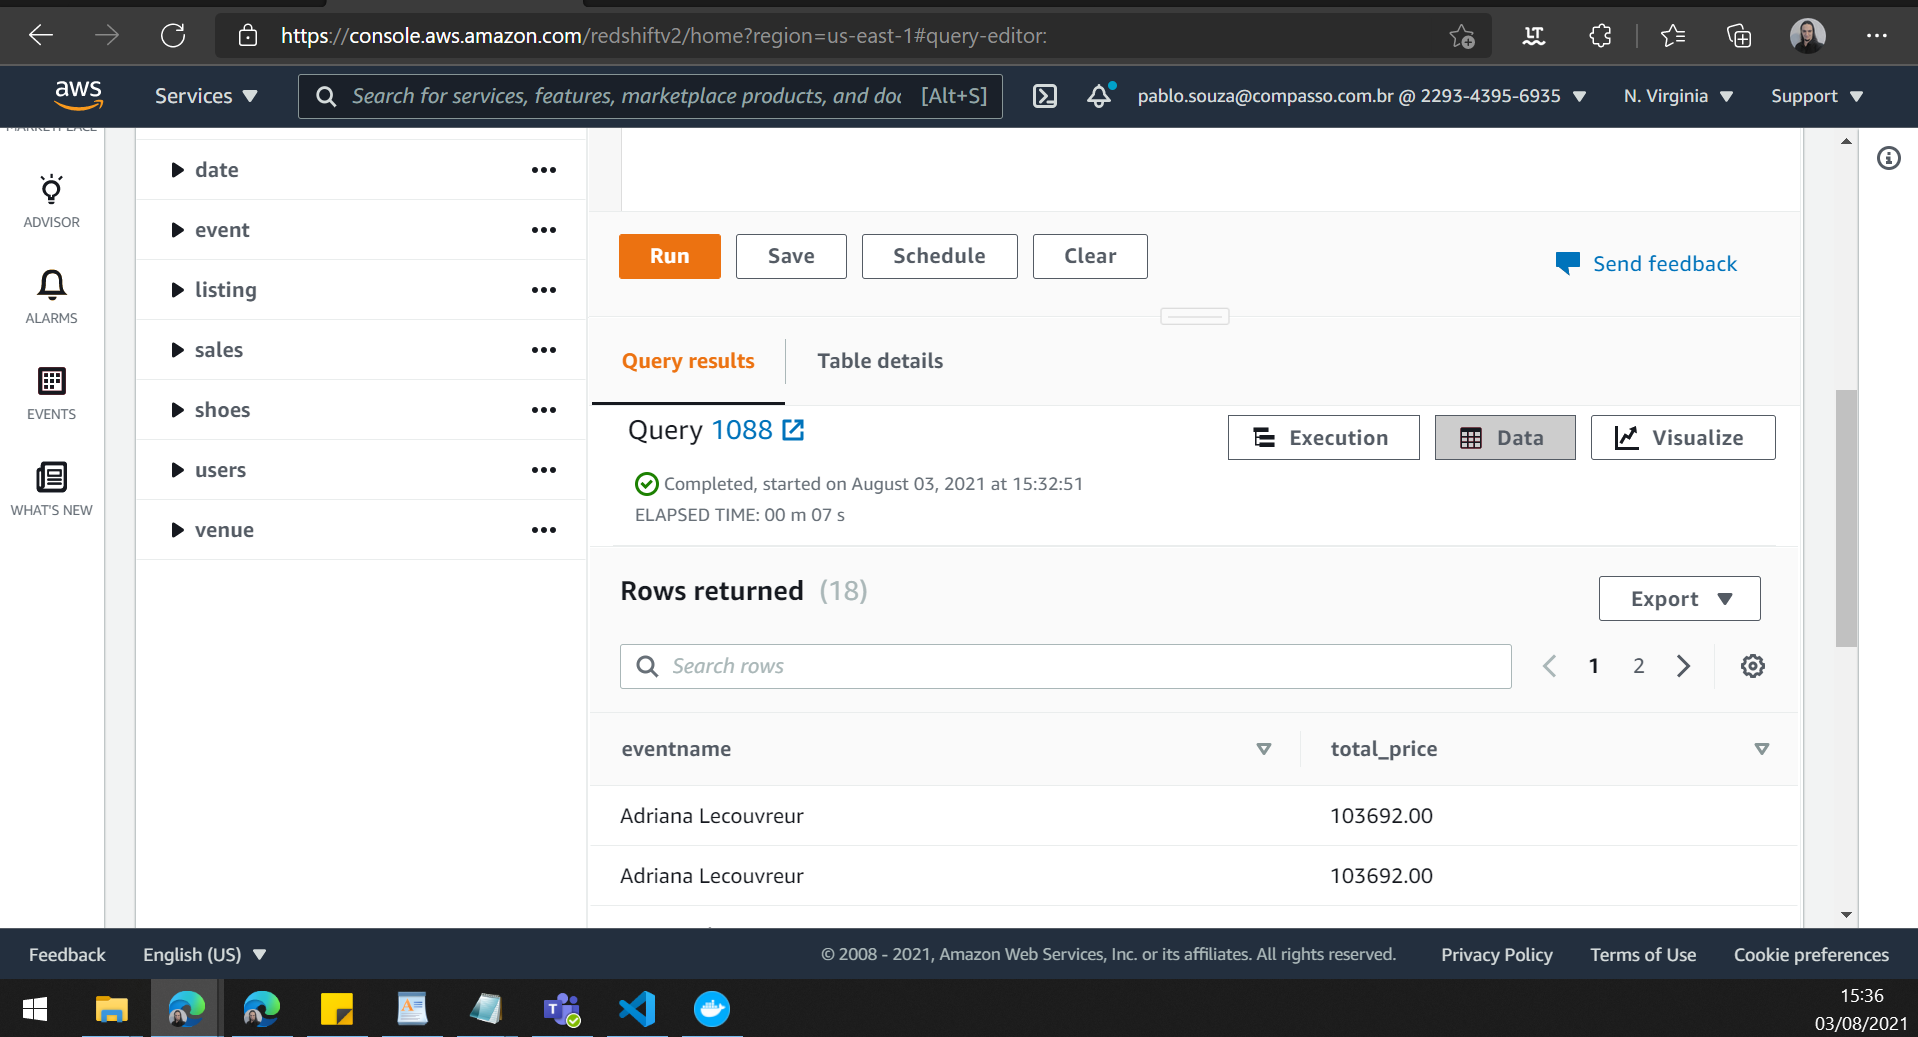 https://console.aws.amazon.com/redshiftv2/home?region=us-east-1#query-editor:
aws Services Search for services, features, marketplace products, and doc [Alt+S] pablo.souza@compasso.com.br @ 2293-4395-6935 N. Virginia Support
MARKETPLACE
ADVISOR
ALARMS
EVENTS
WHAT'S NEW
date
event
listing
sales
shoes
users
venue
Run Save Schedule Clear Send feedback
Query results Table details
Query 1088 Execution Data Visualize
Completed, started on August 03, 2021 at 15:32:51
ELAPSED TIME: 00 m 07 s
Rows returned (18) Export
Search rows 1 2
eventname total_price
Adriana Lecouvreur 103692.00
Adriana Lecouvreur 103692.00
Feedback English (US) © 2008 - 2021, Amazon Web Services, Inc. or its affiliates. All rights reserved. Privacy Policy Terms of Use Cookie preferences
15:36
03/08/2021